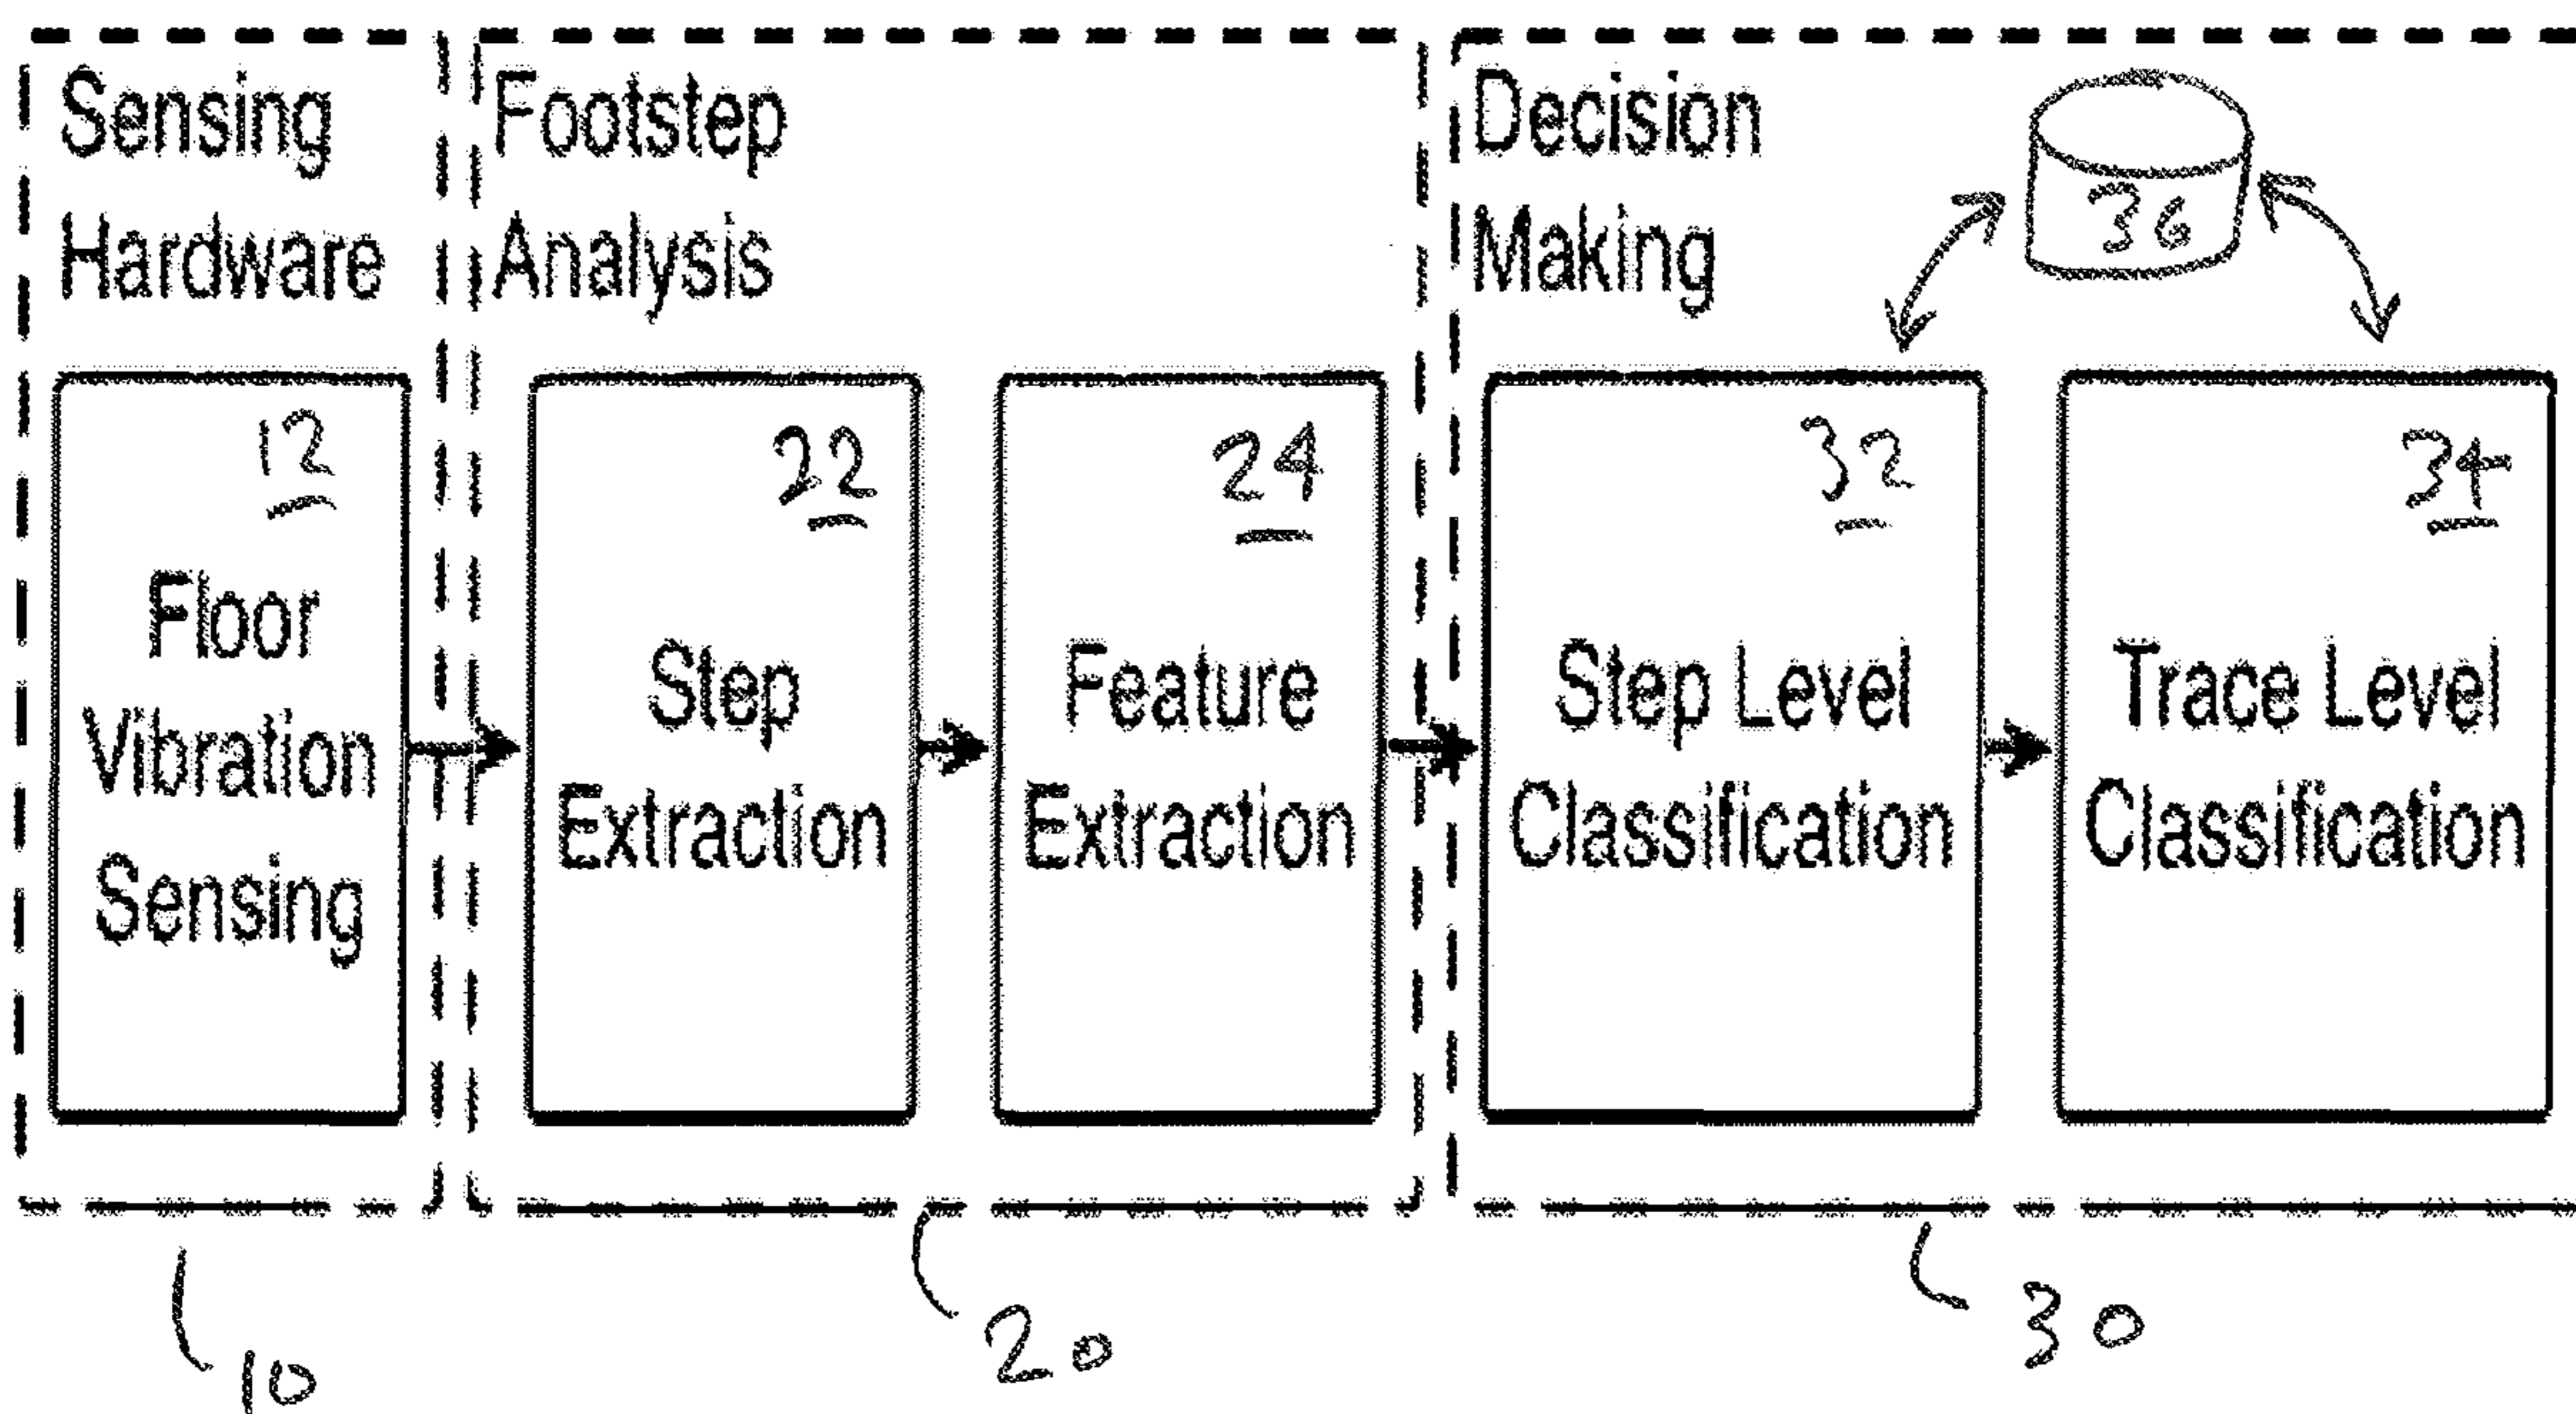 Sensing
Hardware
Footstep
Analysis
Decision
Making
36
12
Floor
Vibration
Sensing
22
Step
Extraction
24
Feature
Extraction
32
Step Level
Classification
34
Trace Level
Classification
10
20
30